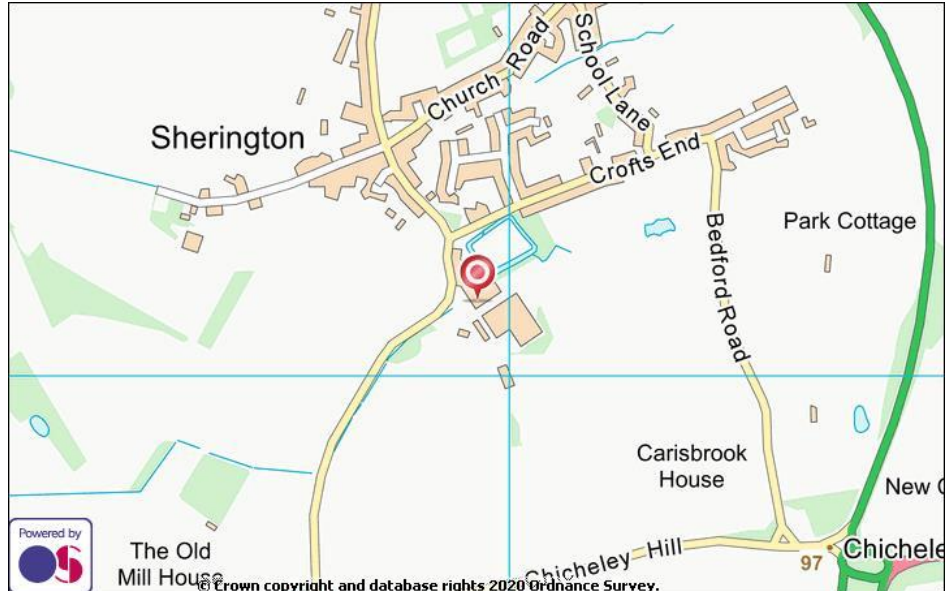 Church Road
School Lane
Sherington
Crofts End
Bedford Road
Park Cottage
Carisbrook
House
New
Chicheley Hill
97
Chichele
Powered by
OS
The Old
Mill House
© Crown copyright and database rights 2020 Ordnance Survey.